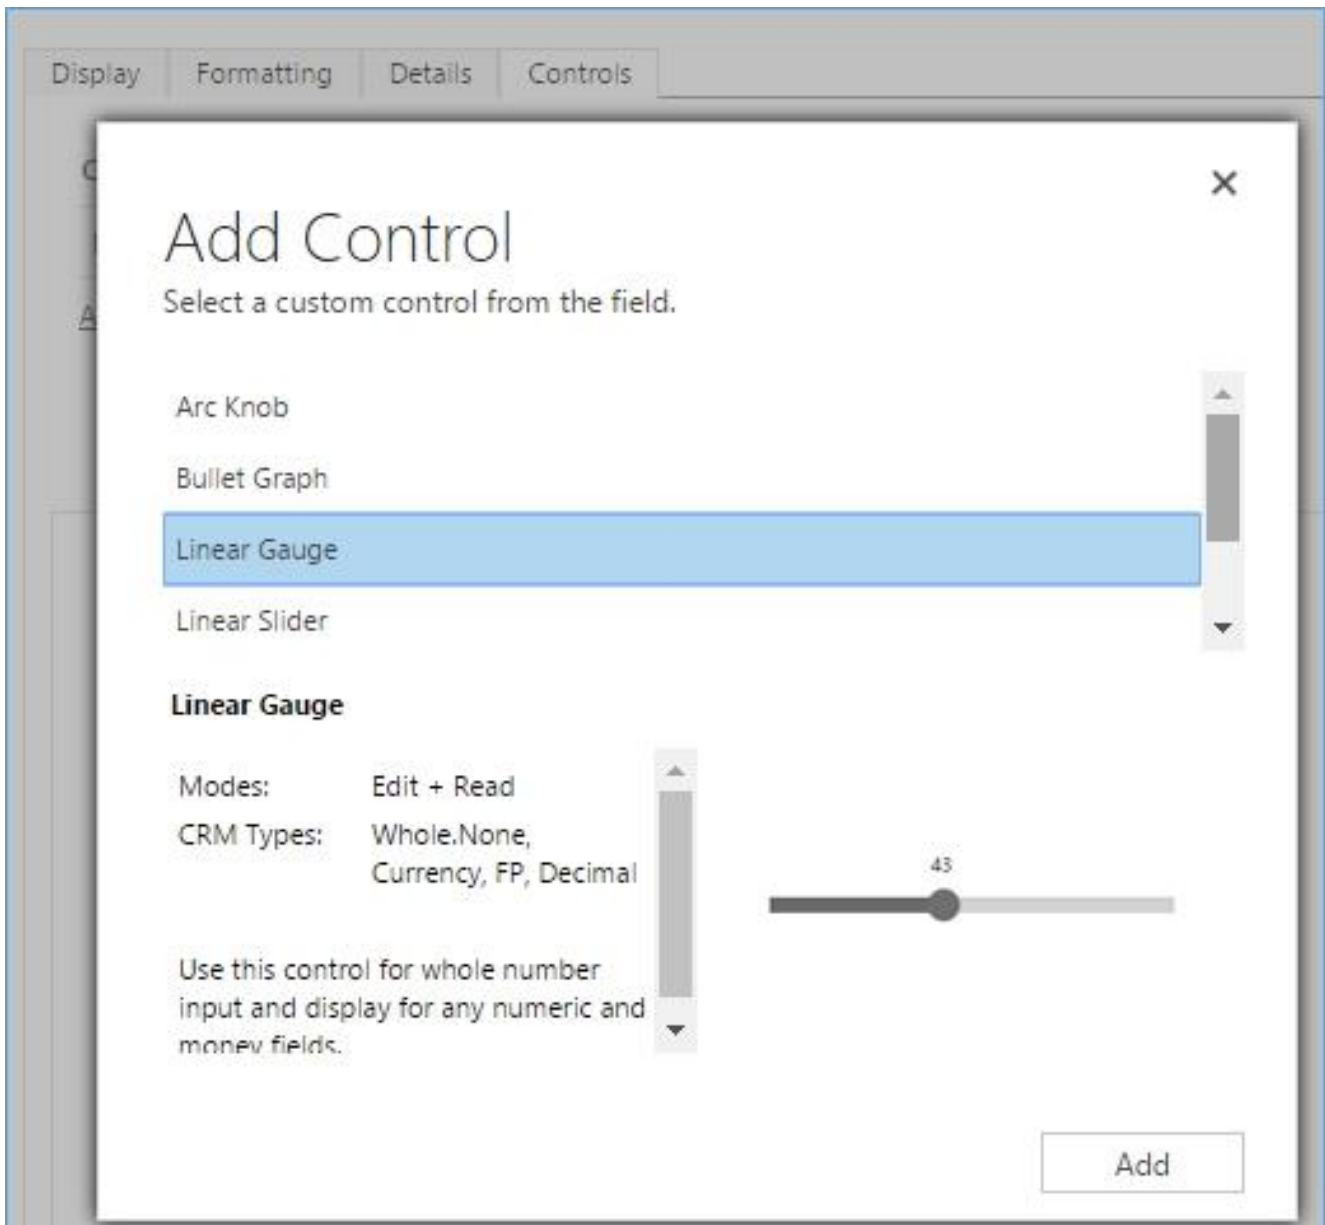 Display Formatting Details Controls
Add Control
Select a custom control from the field.
Arc Knob
Bullet Graph
Linear Gauge
Linear Slider
Linear Gauge
Modes: Edit + Read
CRM Types: Whole.None,
Currency, FP, Decimal
43
Use this control for whole number
input and display for any numeric and
money fields.
Add